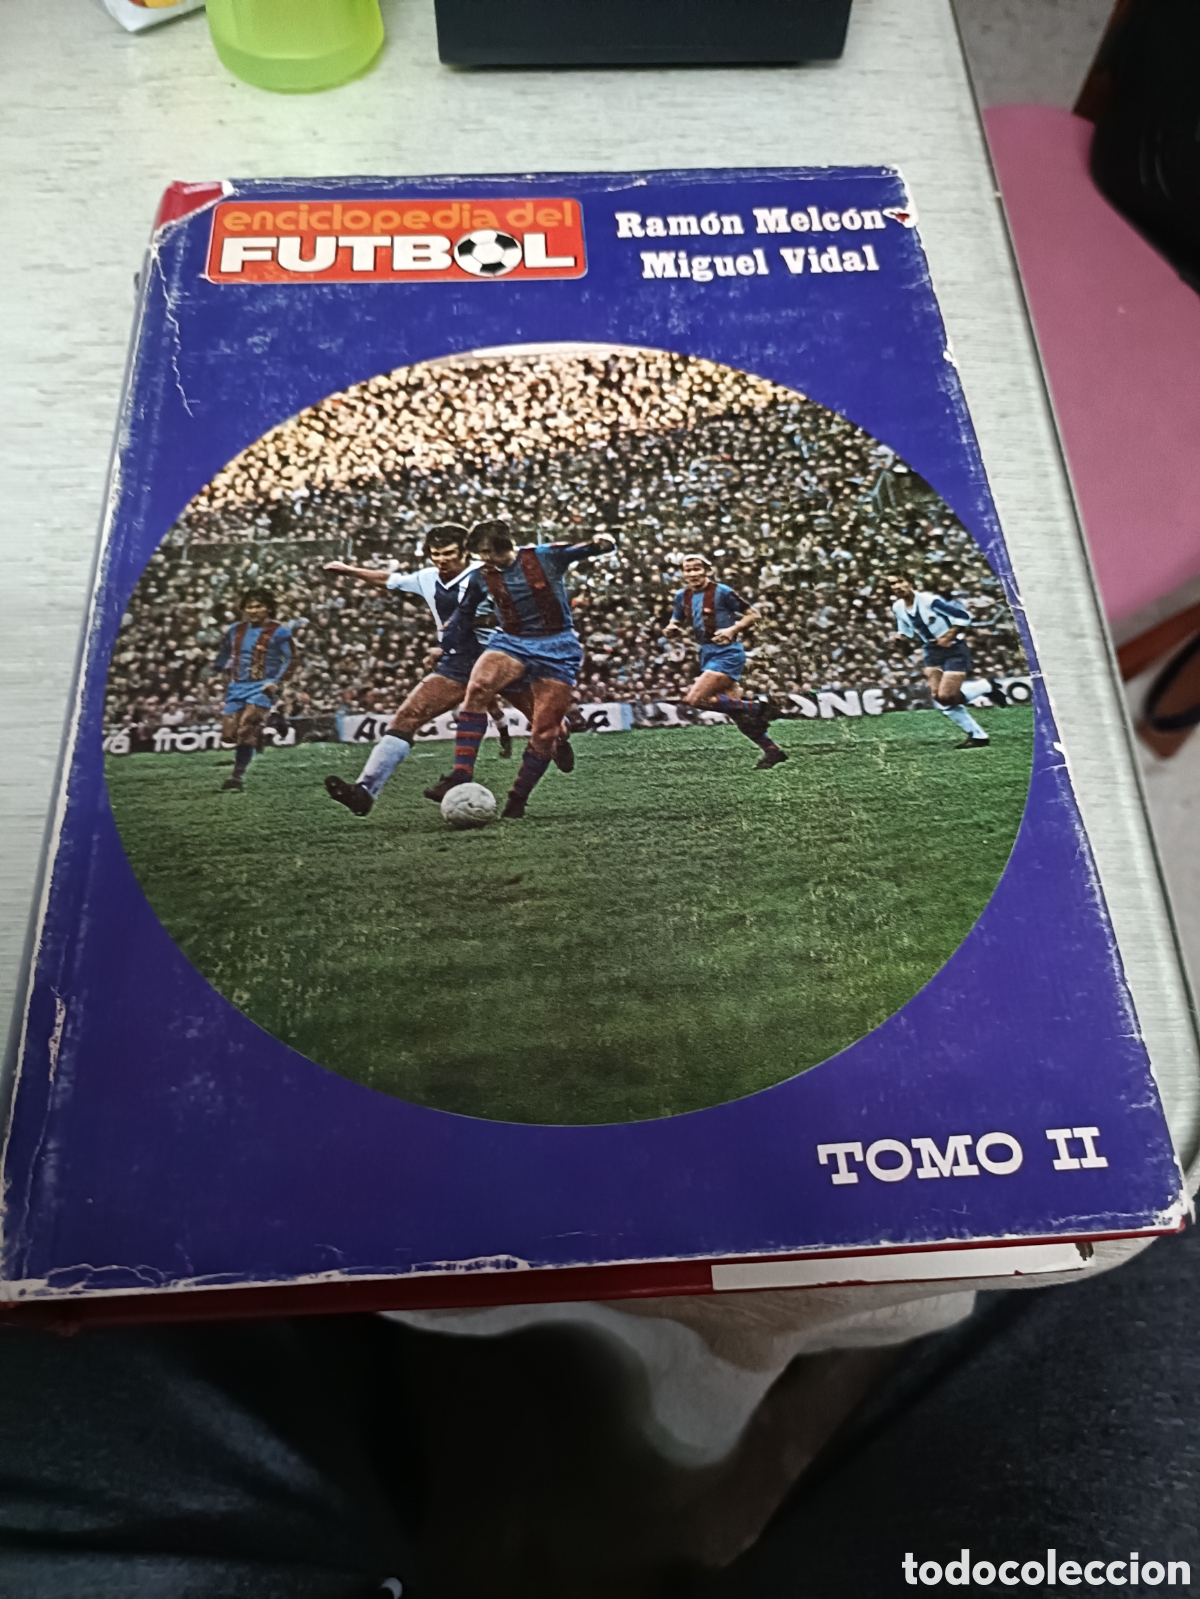 enciclopedia del
FUTBOL
Ramón Melcón
Miguel Vidal
TOMO II
todocoleccion